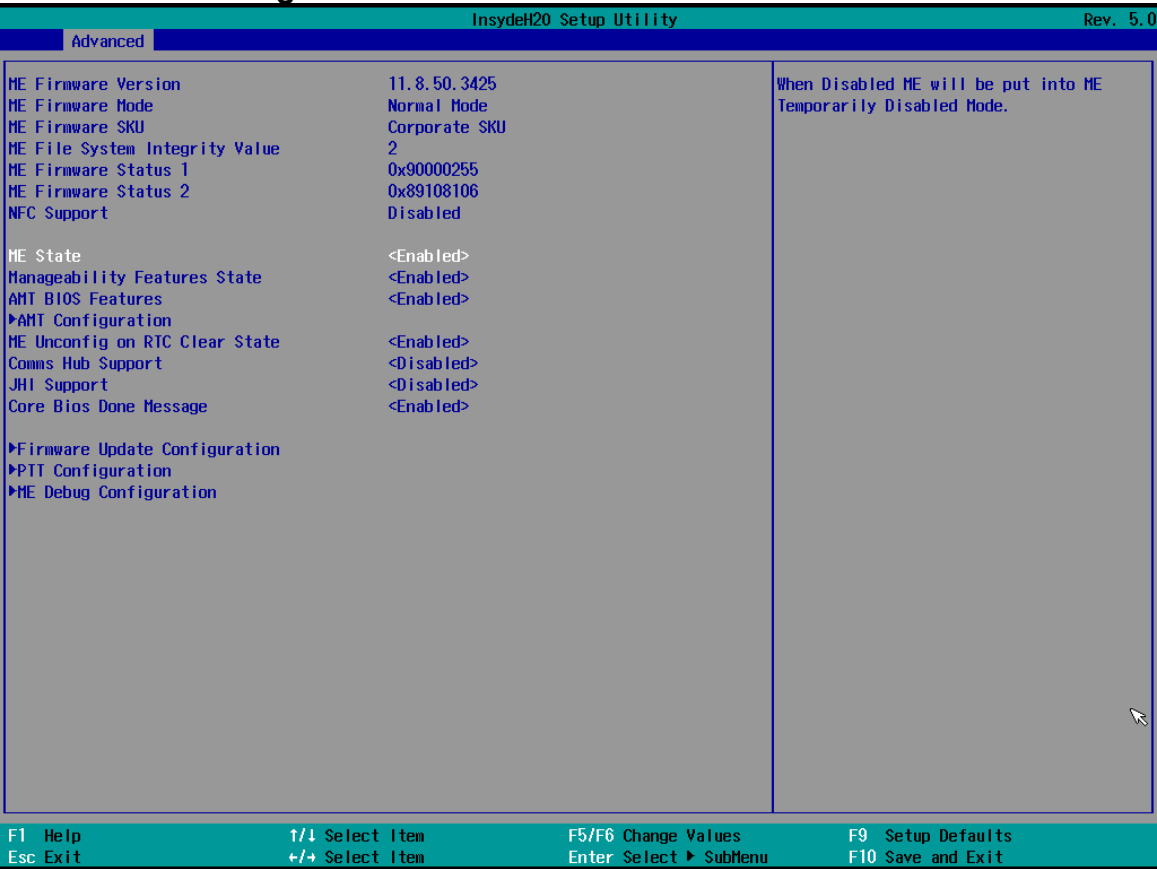 InsydeH20 Setup Utility Rev. 5.0
Advanced
ME Firmware Version 11.8.50.3425
ME Firmware Mode Normal Mode
ME Firmware SKU Corporate SKU
ME File System Integrity Value 2
ME Firmware Status 1 0x90000255
ME Firmware Status 2 0x89108106
NFC Support Disabled
ME State <Enabled>
Manageability Features State <Enabled>
AMT BIOS Features <Enabled>
▶AMT Configuration
ME Unconfig on RTC Clear State <Enabled>
Comms Hub Support <Disabled>
JHI Support <Disabled>
Core Bios Done Message <Enabled>
▶Firmware Update Configuration
▶PTT Configuration
▶ME Debug Configuration
When Disabled ME will be put into ME
Temporarily Disabled Mode.
F1 Help ↑/↓ Select Item F5/F6 Change Values F9 Setup Defaults
Esc Exit ←/→ Select Item Enter Select ▶ SubMenu F10 Save and Exit